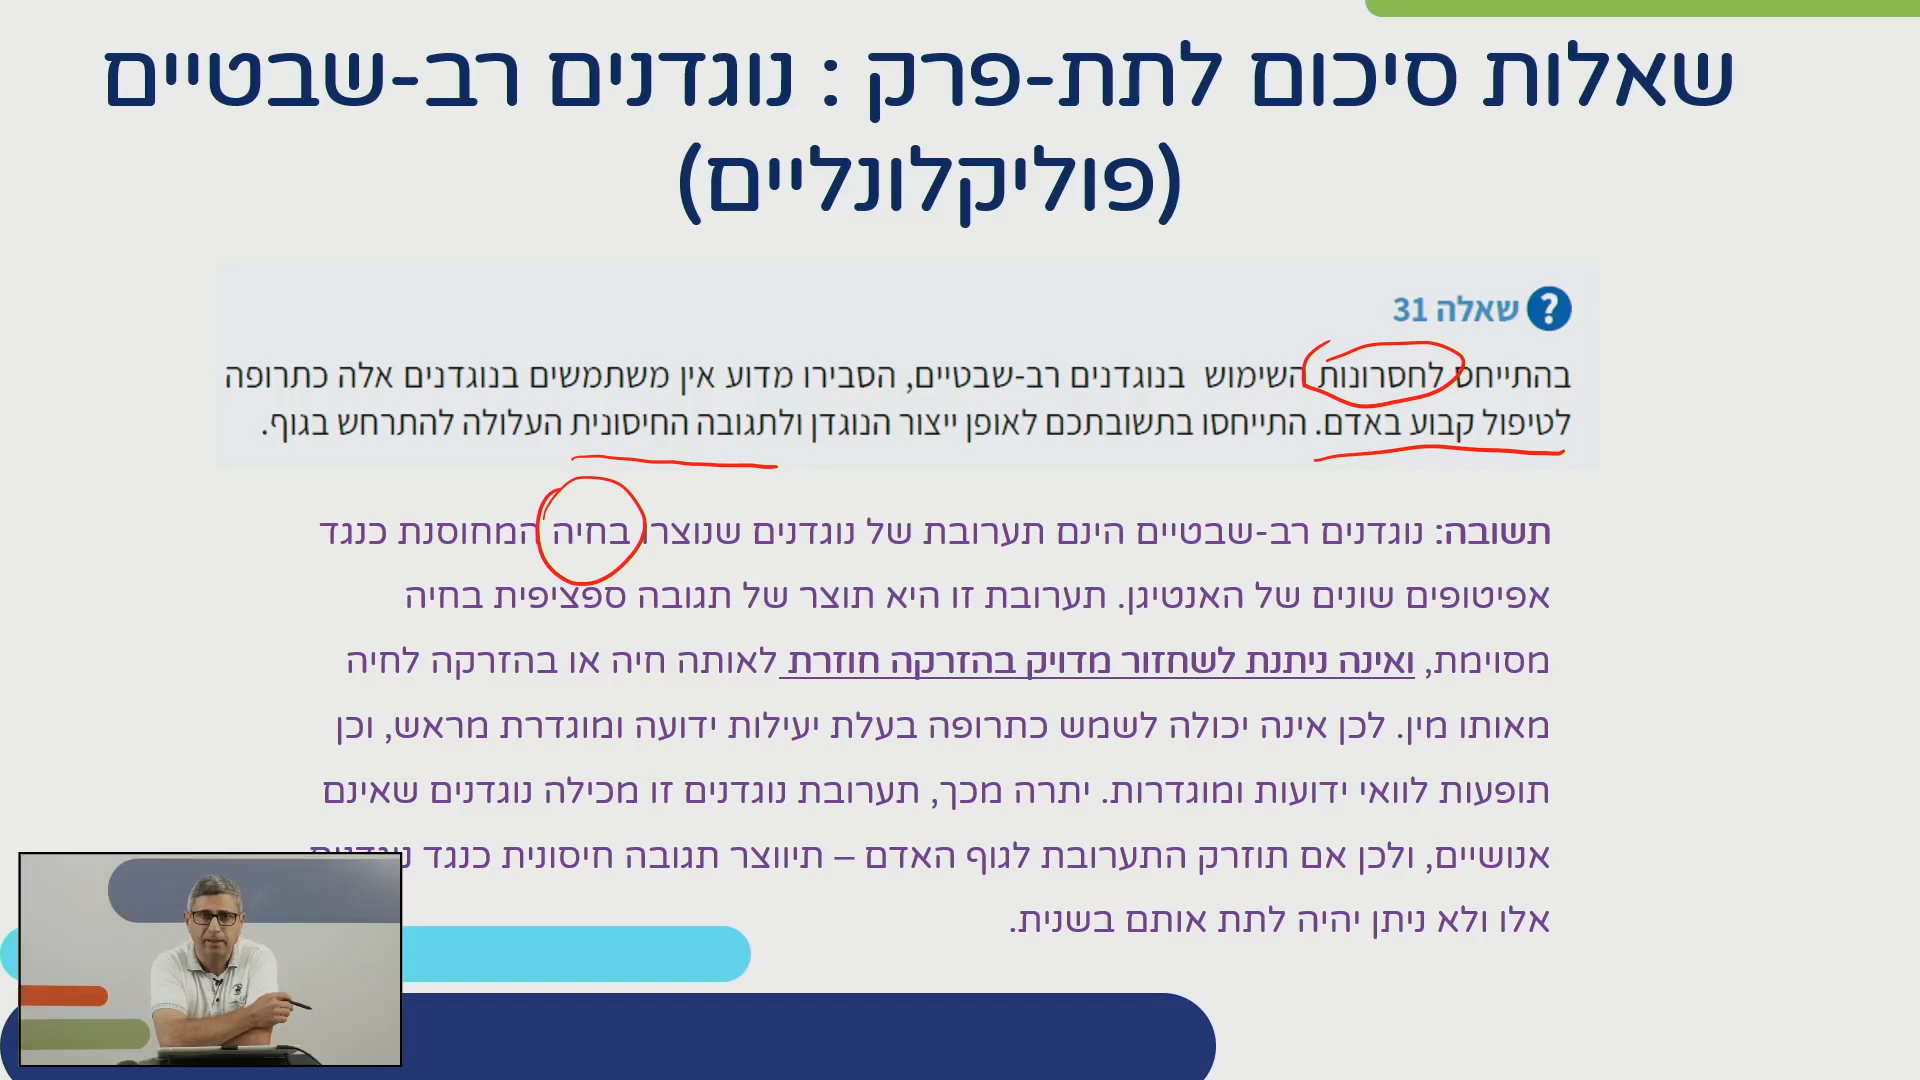 שאלות סיכום לתת-פרק : נוגדנים רב-שבטיים
(פוליקלונליים)
? שאלה 31
בהתייחס לחסרונות השימוש בנוגדנים רב-שבטיים, הסבירו מדוע אין משתמשים בנוגדנים אלה כתרופה
לטיפול קבוע באדם. התייחסו בתשובתכם לאופן ייצור הנוגדן ולתגובה החיסונית העלולה להתרחש בגוף.
תשובה: נוגדנים רב-שבטיים הינם תערובת של נוגדנים שנוצרו בחיה המחוסנת כנגד
אפיטופים שונים של האנטיגן. תערובת זו היא תוצר של תגובה ספציפית בחיה
מסוימת, ואינה ניתנת לשחזור מדויק בהזרקה חוזרת לאותה חיה או בהזרקה לחיה
מאותו מין. לכן אינה יכולה לשמש כתרופה בעלת יעילות ידועה ומוגדרת מראש, וכן
תופעות לוואי ידועות ומוגדרות. יתרה מכך, תערובת נוגדנים זו מכילה נוגדנים שאינם
אנושיים, ולכן אם תוזרק התערובת לגוף האדם – תיווצר תגובה חיסונית כנגד נוגדנים
אלו ולא ניתן יהיה לתת אותם בשנית.